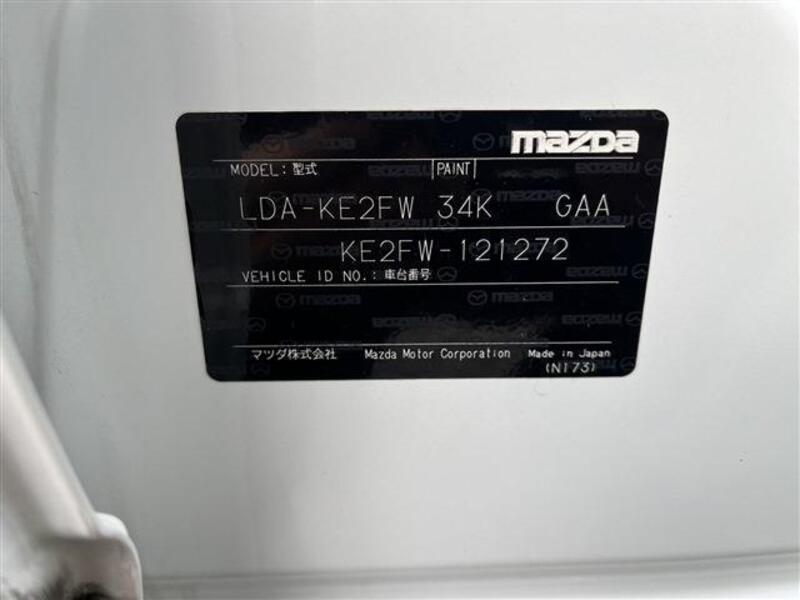 mazda
MODEL: 型式 PAINT
LDA-KE2FW 34K GAA
KE2FW-121272
VEHICLE ID NO.: 車台番号
マツダ株式会社 Mazda Motor Corporation Made in Japan
(N173)